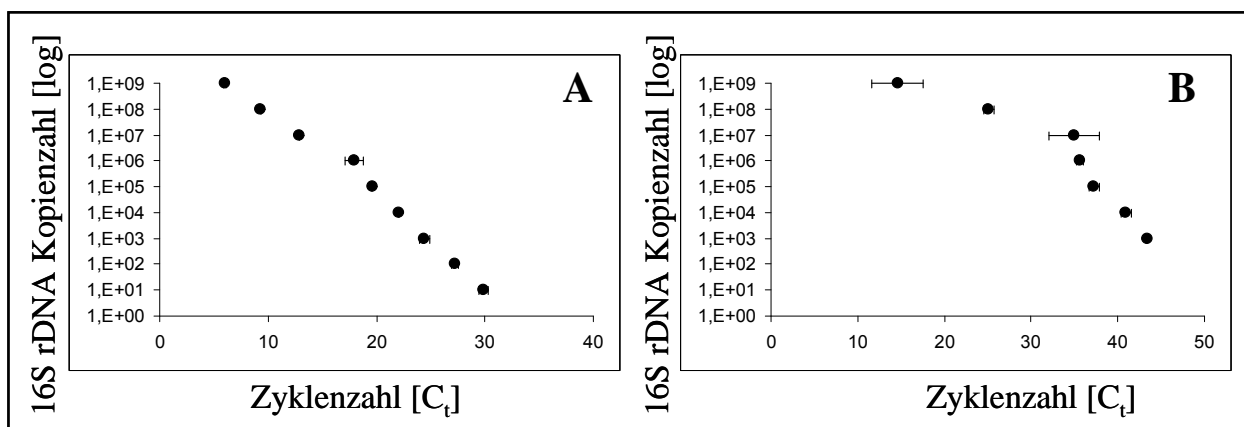 16S rDNA Kopienzahl [log]
A
1,E+09
1,E+08
1,E+07
1,E+06
1,E+05
1,E+04
1,E+03
1,E+02
1,E+01
1,E+00
0 10 20 30 40
Zyklenzahl [Ct]
16S rDNA Kopienzahl [log]
B
1,E+09
1,E+08
1,E+07
1,E+06
1,E+05
1,E+04
1,E+03
1,E+02
1,E+01
1,E+00
0 10 20 30 40 50
Zyklenzahl [Ct]